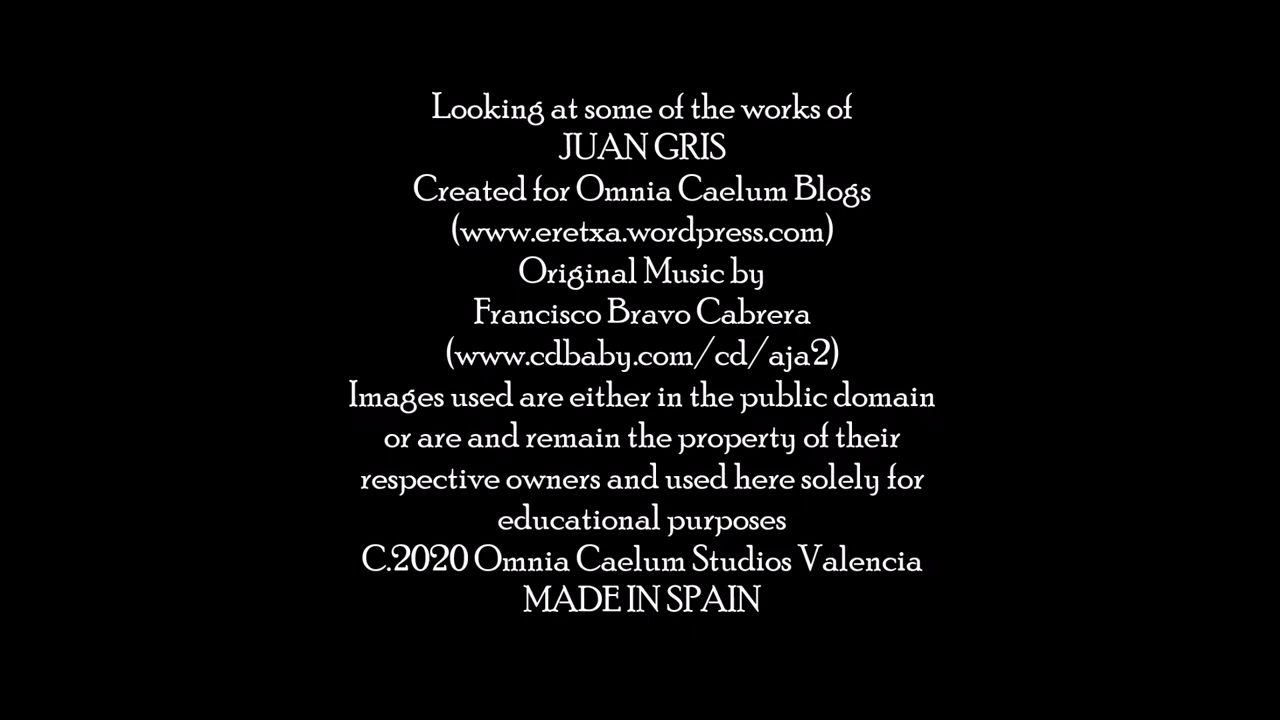 Looking at some of the works of
JUAN GRIS
Created for Omnia Caelum Blogs
(www.eretxa.wordpress.com)
Original Music by
Francisco Bravo Cabrera
(www.cdbaby.com/cd/aja2)
Images used are either in the public domain
or are and remain the property of their
respective owners and used here solely for
educational purposes
C.2020 Omnia Caelum Studios Valencia
MADE IN SPAIN